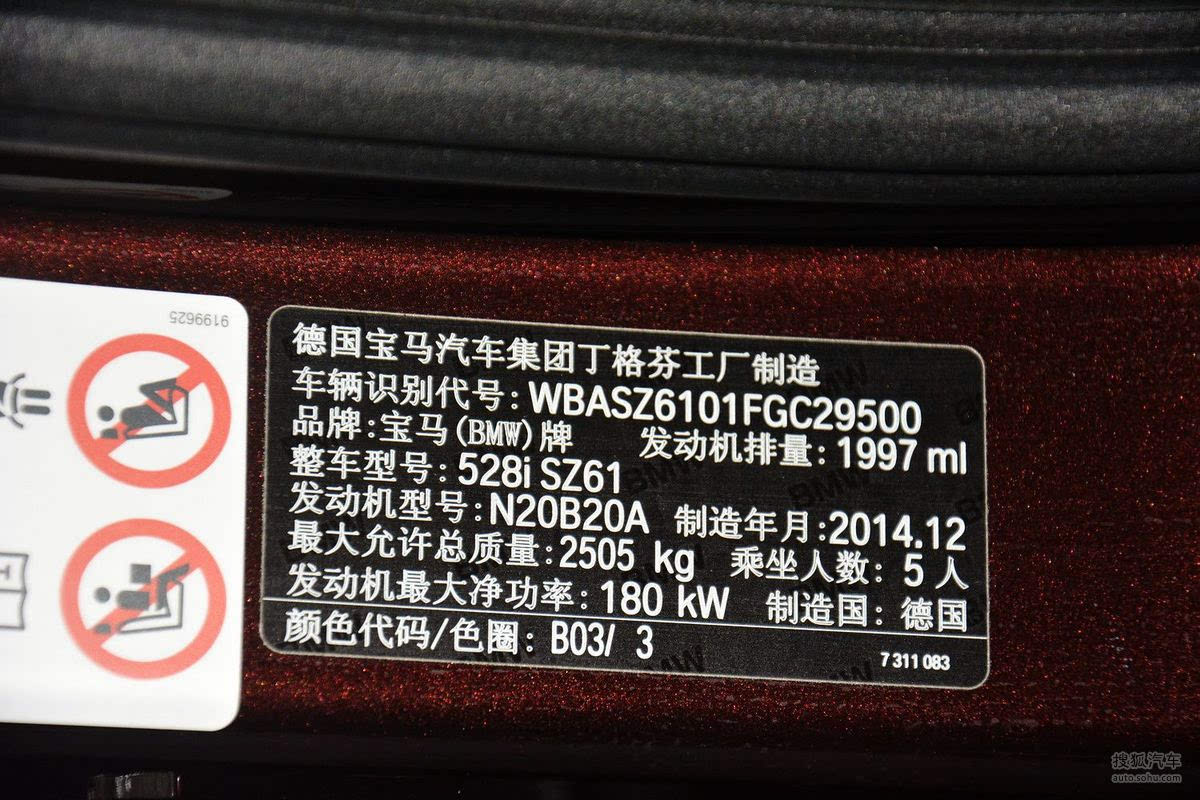 9199625
德国宝马汽车集团丁格芬工厂制造
车辆识别代号:WBASZ6101FGC29500
品牌:宝马(BMW)牌 发动机排量:1997 ml
整车型号:528i SZ61
发动机型号:N20B20A 制造年月:2014.12
最大允许总质量:2505 kg 乘坐人数:5人
发动机最大净功率:180 kW 制造国:德国
颜色代码/色圈:B03/ 3
7 311 083
搜狐汽车
auto.sohu.com